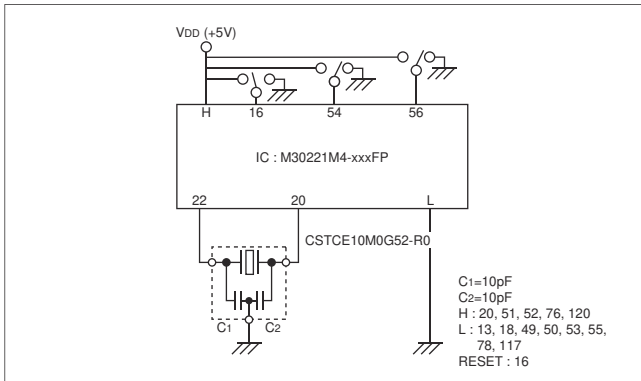 VDD (+5V)
H 16 54 56
IC : M30221M4-xxxFP
22 20 L
CSTCE10M0G52-R0
C1 C2
C1=10pF
C2=10pF
H : 20, 51, 52, 76, 120
L : 13, 18, 49, 50, 53, 55,
78, 117
RESET : 16